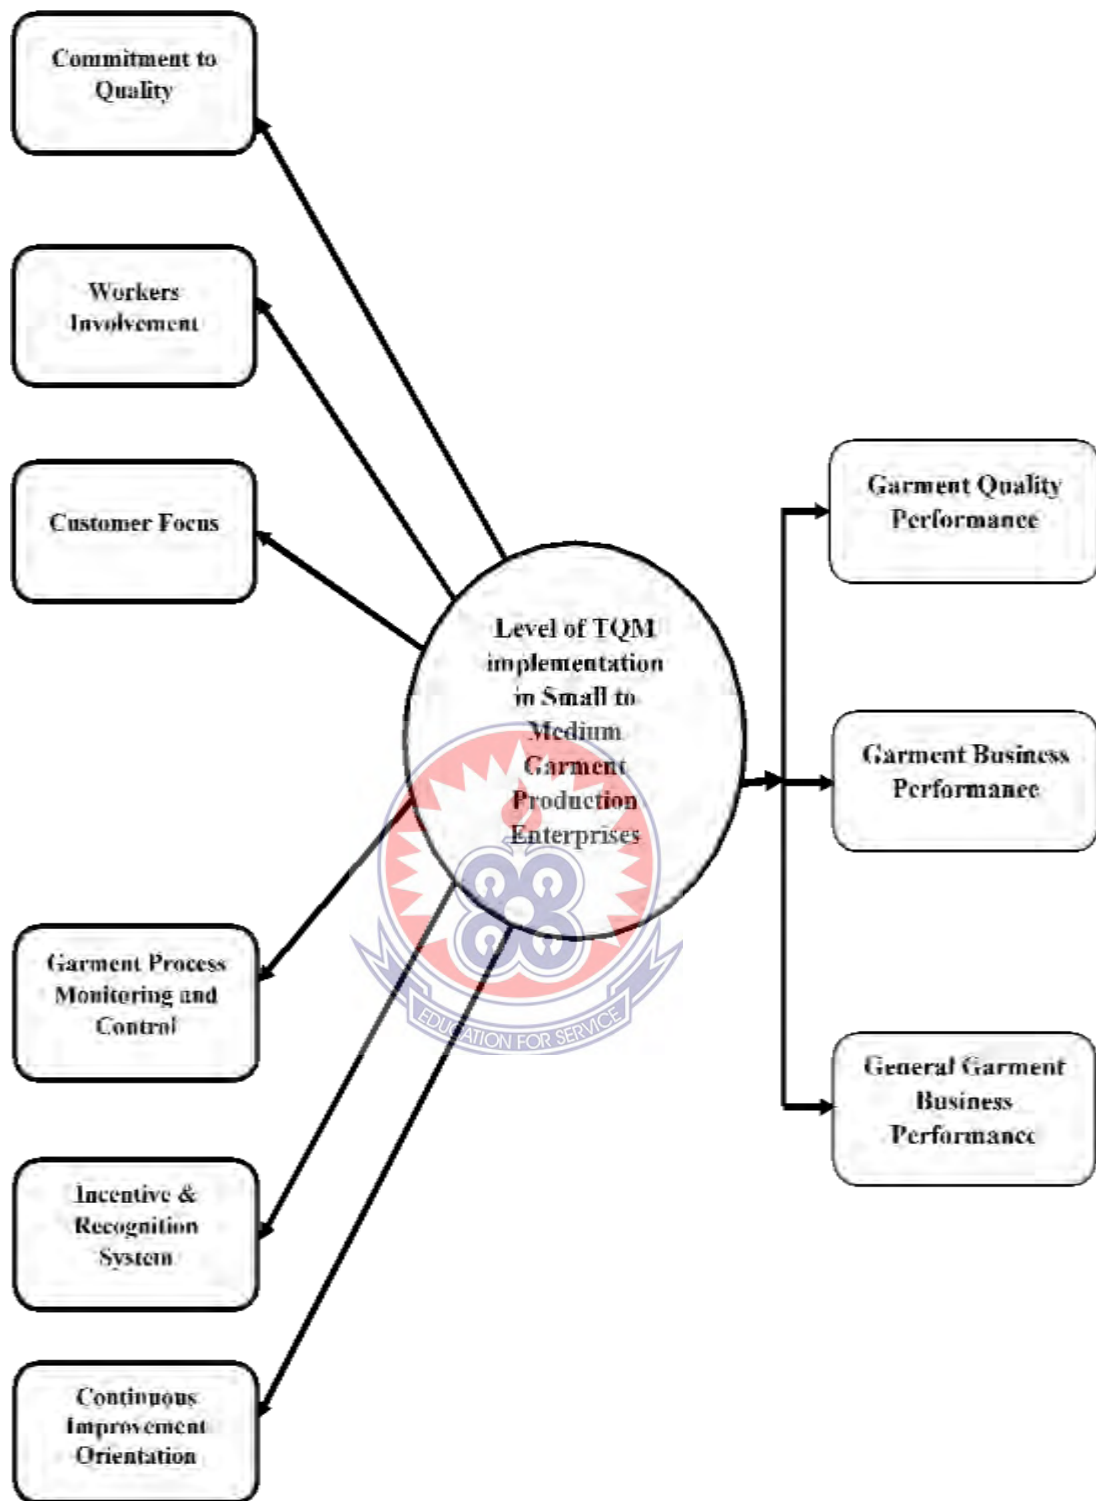 Commitment to
Quality
Workers
Involvement
Customer Focus
Garment Process
Monitoring and
Control
Incentive &
Recognition
System
Continuous
Improvement
Orientation
Level of TQM
implementation
in Small to
Medium
Garment
Production
Enterprises
EDUCATION FOR SERVICE
Garment Quality
Performance
Garment Business
Performance
General Garment
Business
Performance